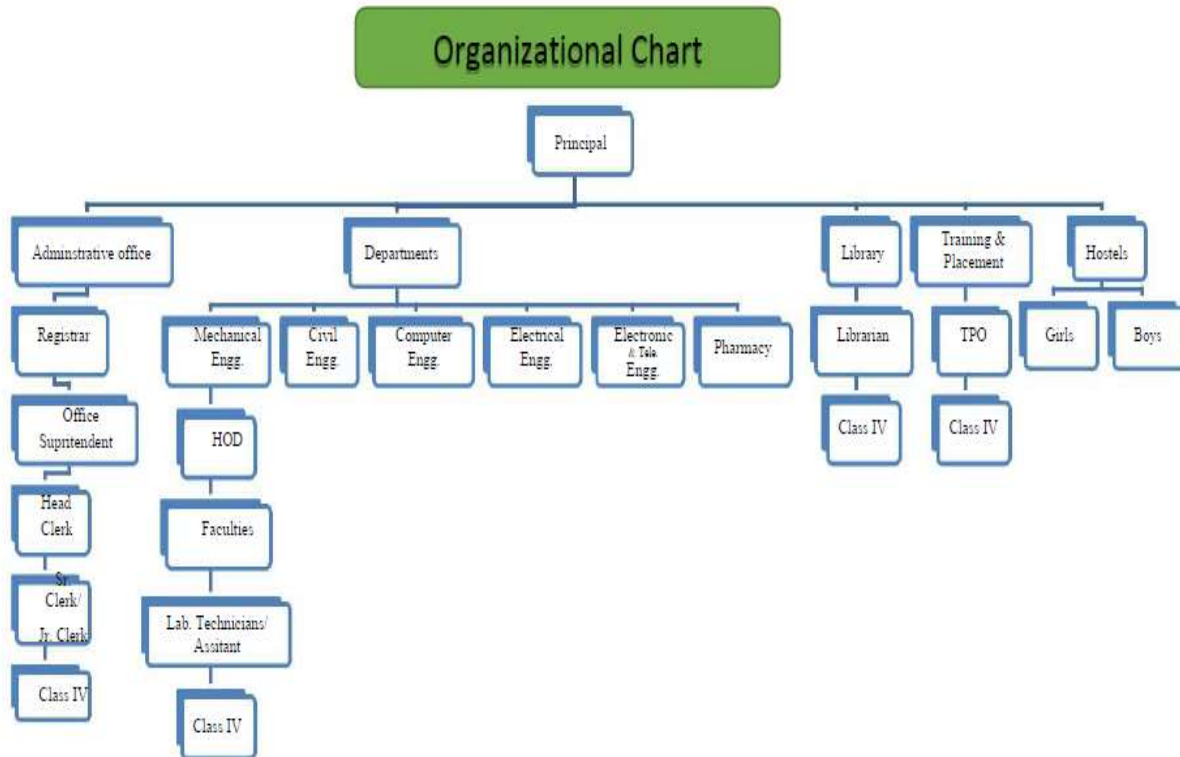 Organizational Chart
Principal
Adminstrative office
Departments
Library
Training &
Placement
Hostels
Registrar
Mechanical
Engg.
Civil
Engg.
Computer
Engg.
Electrical
Engg.
Electronic
& Tele.
Engg.
Pharmacy
Librarian
TPO
Girls
Boys
Office
Supritendent
HOD
Class IV
Class IV
Head
Clerk
Faculties
Sr.
Clerk/
Jr. Clerk
Lab. Technicians/
Assitant
Class IV
Class IV